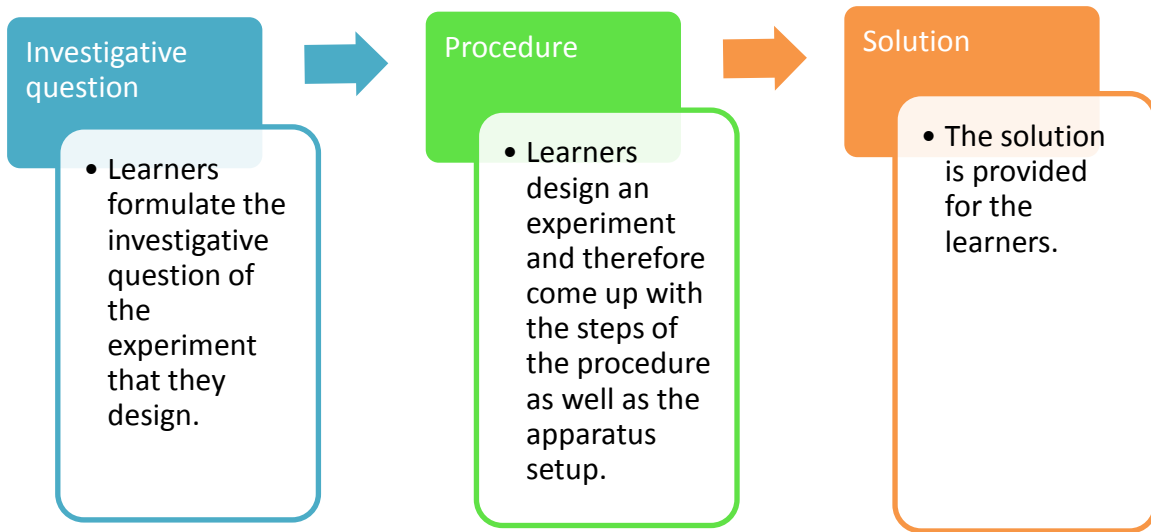 Investigative
question
• Learners
formulate the
investigative
question of
the
experiment
that they
design.
Procedure
• Learners
design an
experiment
and therefore
come up with
the steps of
the procedure
as well as the
apparatus
setup.
Solution
• The solution
is provided
for the
learners.